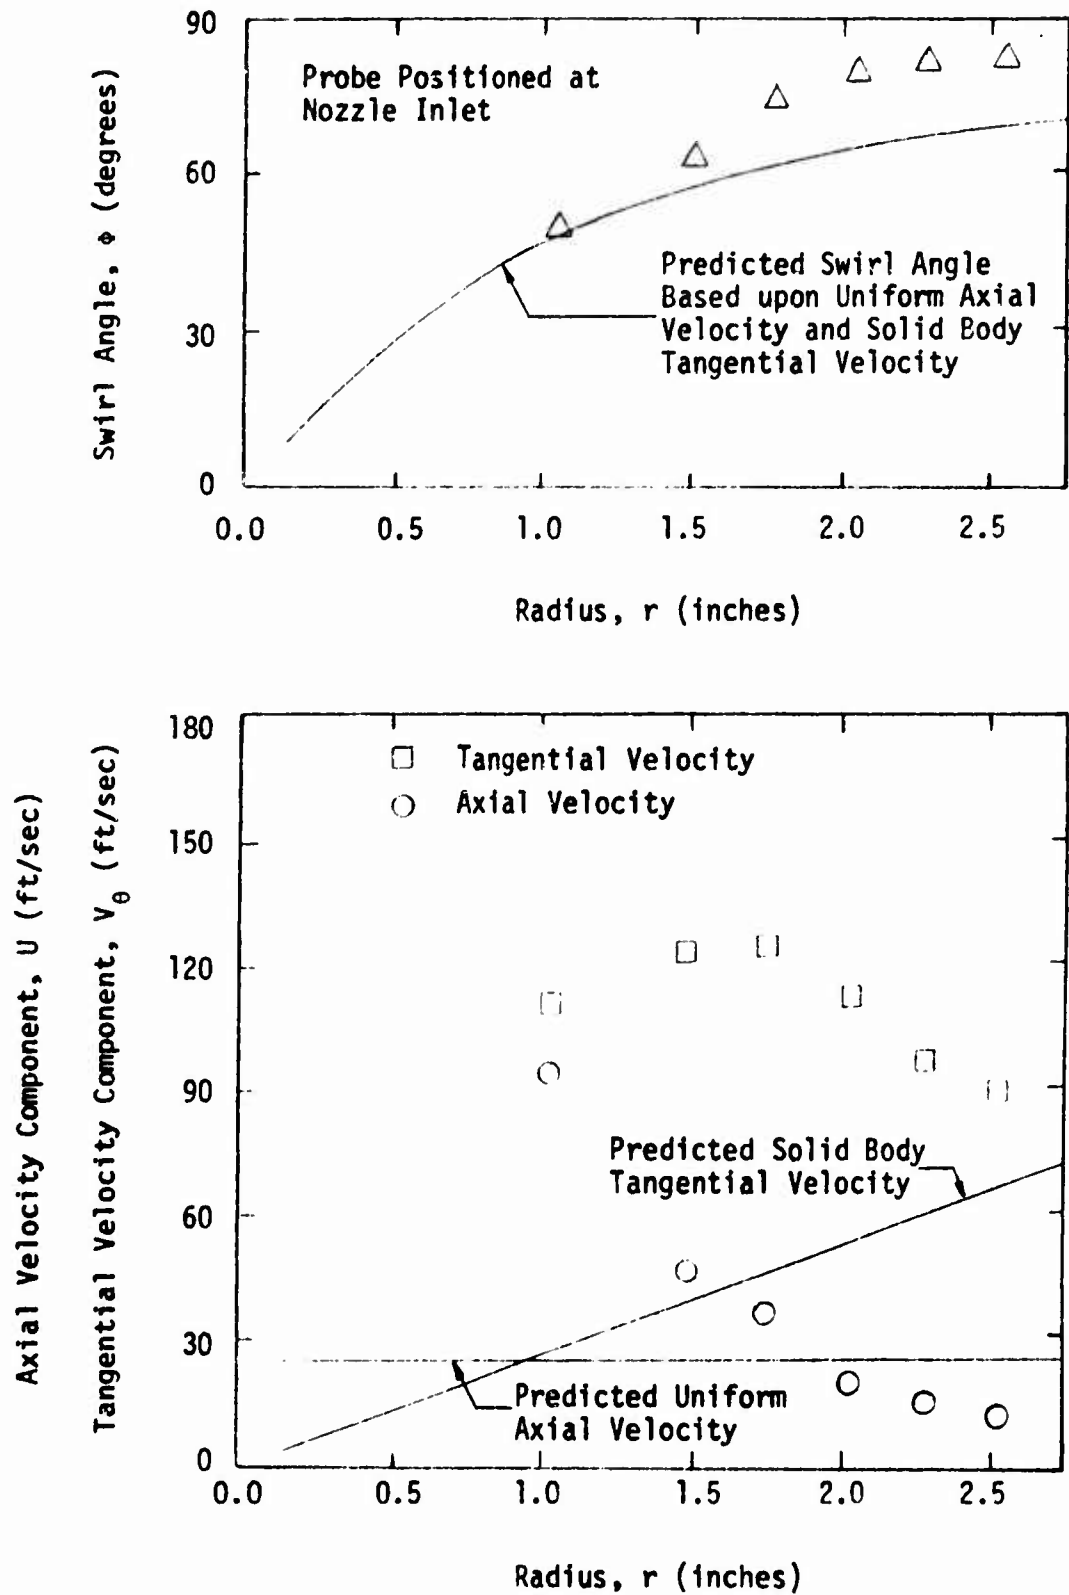 90
60
30
0
Swirl Angle, Φ (degrees)
Probe Positioned at
Nozzle Inlet
Predicted Swirl Angle
Based upon Uniform Axial
Velocity and Solid Body
Tangential Velocity
0.0 0.5 1.0 1.5 2.0 2.5
Radius, r (inches)
Axial Velocity Component, U (ft/sec)
Tangential Velocity Component, V_θ (ft/sec)
180
150
120
90
60
30
0
Tangential Velocity
Axial Velocity
Predicted Solid Body
Tangential Velocity
Predicted Uniform
Axial Velocity
0.0 0.5 1.0 1.5 2.0 2.5
Radius, r (inches)